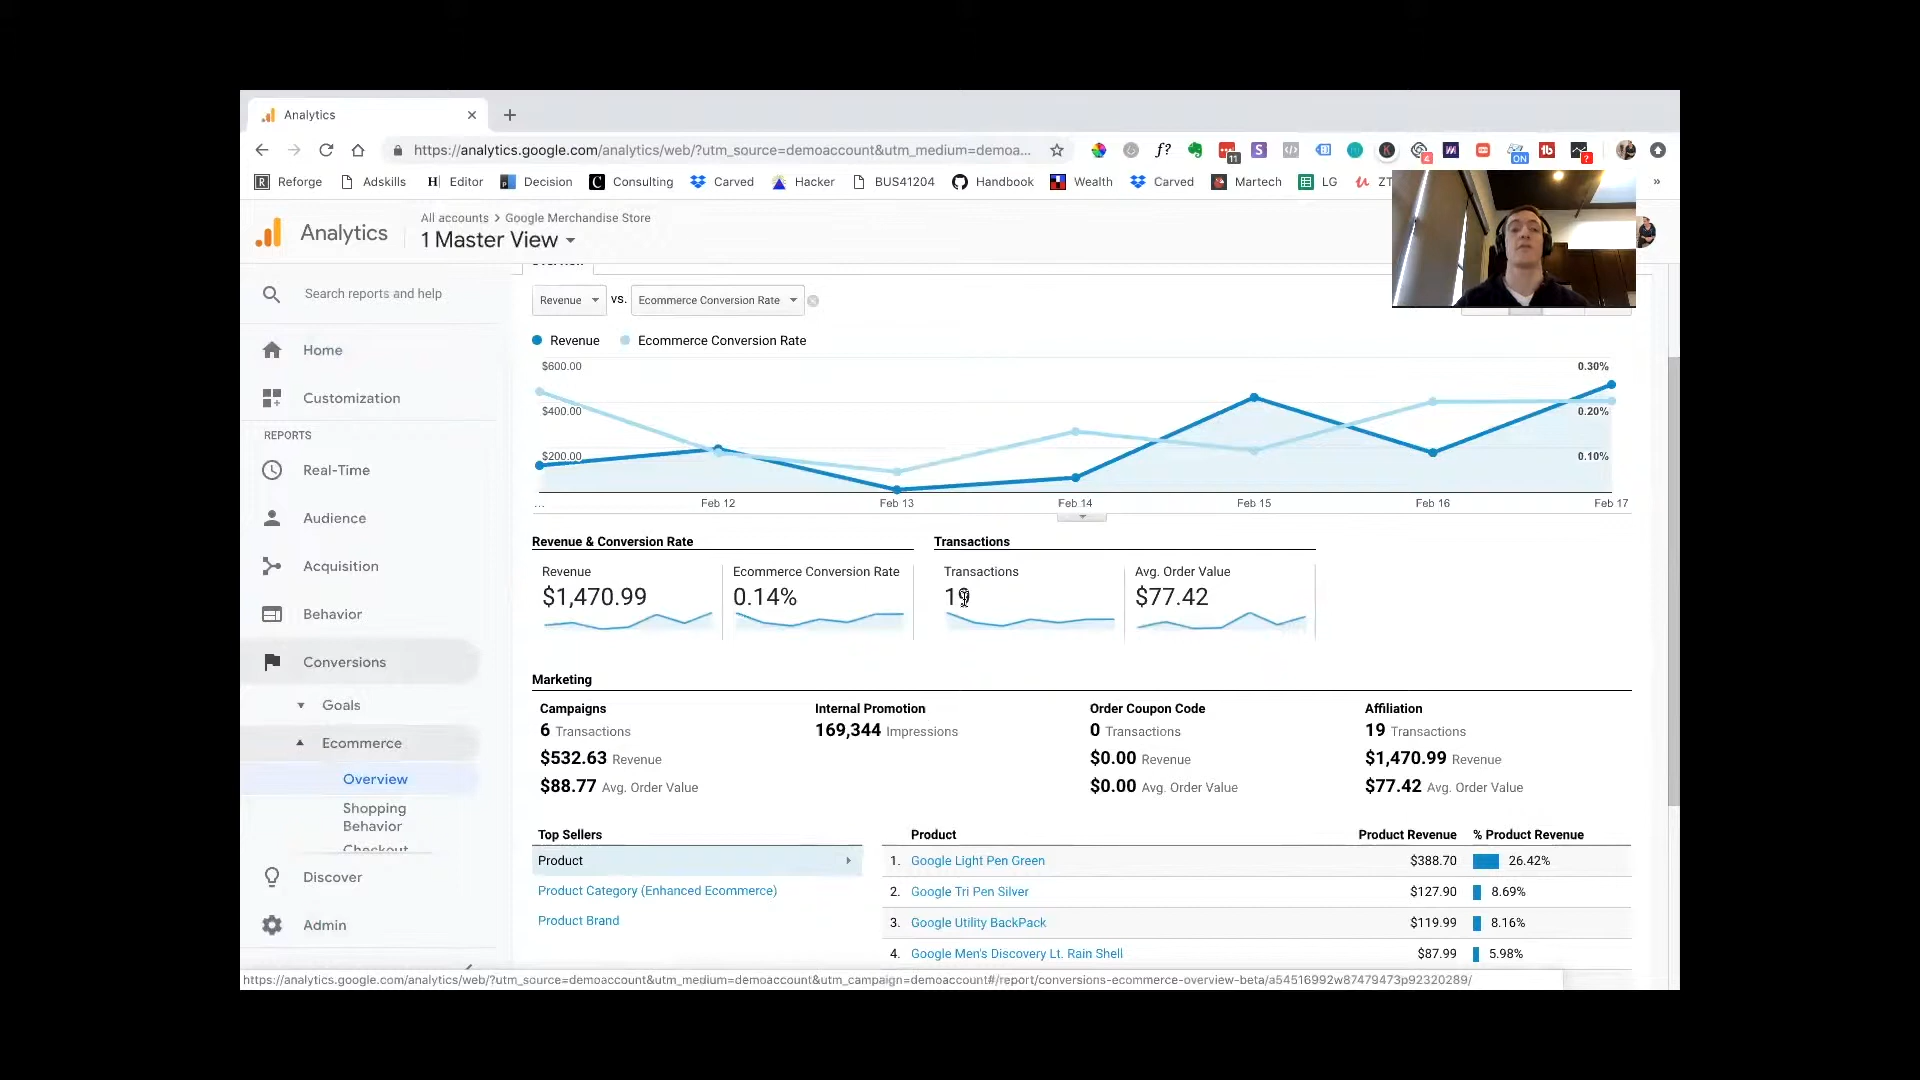 Analytics
https://analytics.google.com/analytics/web/?utm_source=demoaccount&utm_medium=demoa...
f?
11
S
K
4
ON
tb
?
Reforge Adskills Editor Decision Consulting Carved Hacker BUS41204 Handbook Wealth Carved Martech LG ZT »
Analytics
All accounts > Google Merchandise Store
1 Master View
Search reports and help
Home
Customization
REPORTS
Real-Time
Audience
Acquisition
Behavior
Conversions
Goals
Ecommerce
Overview
Shopping
Behavior
Checkout
Discover
Admin
Overview
Revenue vs. Ecommerce Conversion Rate
Revenue Ecommerce Conversion Rate
$600.00 0.30%
$400.00 0.20%
$200.00 0.10%
... Feb 12 Feb 13 Feb 14 Feb 15 Feb 16 Feb 17
Revenue & Conversion Rate Transactions
Revenue Ecommerce Conversion Rate Transactions Avg. Order Value
$1,470.99 0.14% 19 $77.42
Marketing
Campaigns Internal Promotion Order Coupon Code Affiliation
6 Transactions 169,344 Impressions 0 Transactions 19 Transactions
$532.63 Revenue $0.00 Revenue $1,470.99 Revenue
$88.77 Avg. Order Value $0.00 Avg. Order Value $77.42 Avg. Order Value
Top Sellers Product Product Revenue % Product Revenue
Product
Product Category (Enhanced Ecommerce)
Product Brand
1. Google Light Pen Green $388.70 26.42%
2. Google Tri Pen Silver $127.90 8.69%
3. Google Utility BackPack $119.99 8.16%
4. Google Men's Discovery Lt. Rain Shell $87.99 5.98%
https://analytics.google.com/analytics/web/?utm_source=demoaccount&utm_medium=demoaccount&utm_campaign=demoaccount#/report/conversions-ecommerce-overview-beta/a54516992w87479473p92320289/